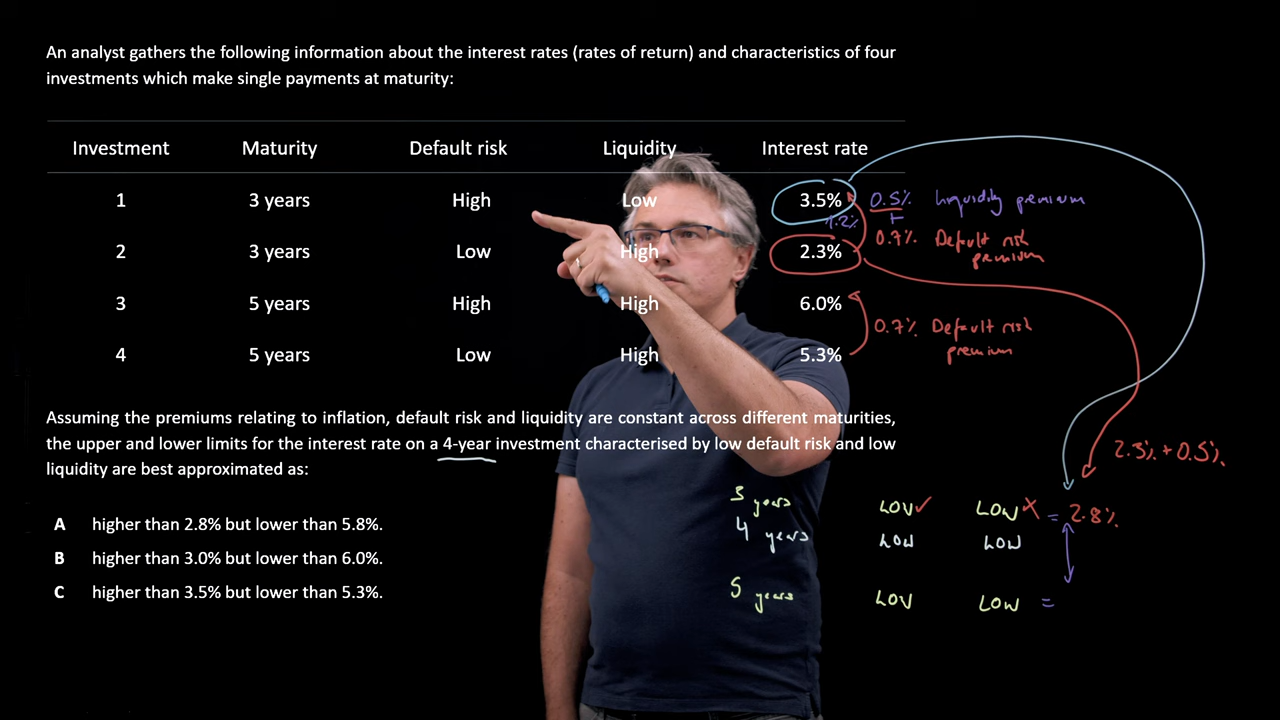 An analyst gathers the following information about the interest rates (rates of return) and characteristics of four
investments which make single payments at maturity:
Investment Maturity Default risk Liquidity Interest rate
1 3 years High Low 3.5% 0.5% Liquidity premium
1.2% +
2 3 years Low High 2.3% 0.7% Default risk
premium
3 5 years High High 6.0%
0.7% Default risk
premium
4 5 years Low High 5.3%
Assuming the premiums relating to inflation, default risk and liquidity are constant across different maturities,
the upper and lower limits for the interest rate on a 4-year investment characterised by low default risk and low
liquidity are best approximated as:
2.3% + 0.5%
A higher than 2.8% but lower than 5.8%.
B higher than 3.0% but lower than 6.0%.
C higher than 3.5% but lower than 5.3%.
3 years LOW ✓ LOW ✗ = 2.8%
4 years LOW LOW
5 years LOW LOW =